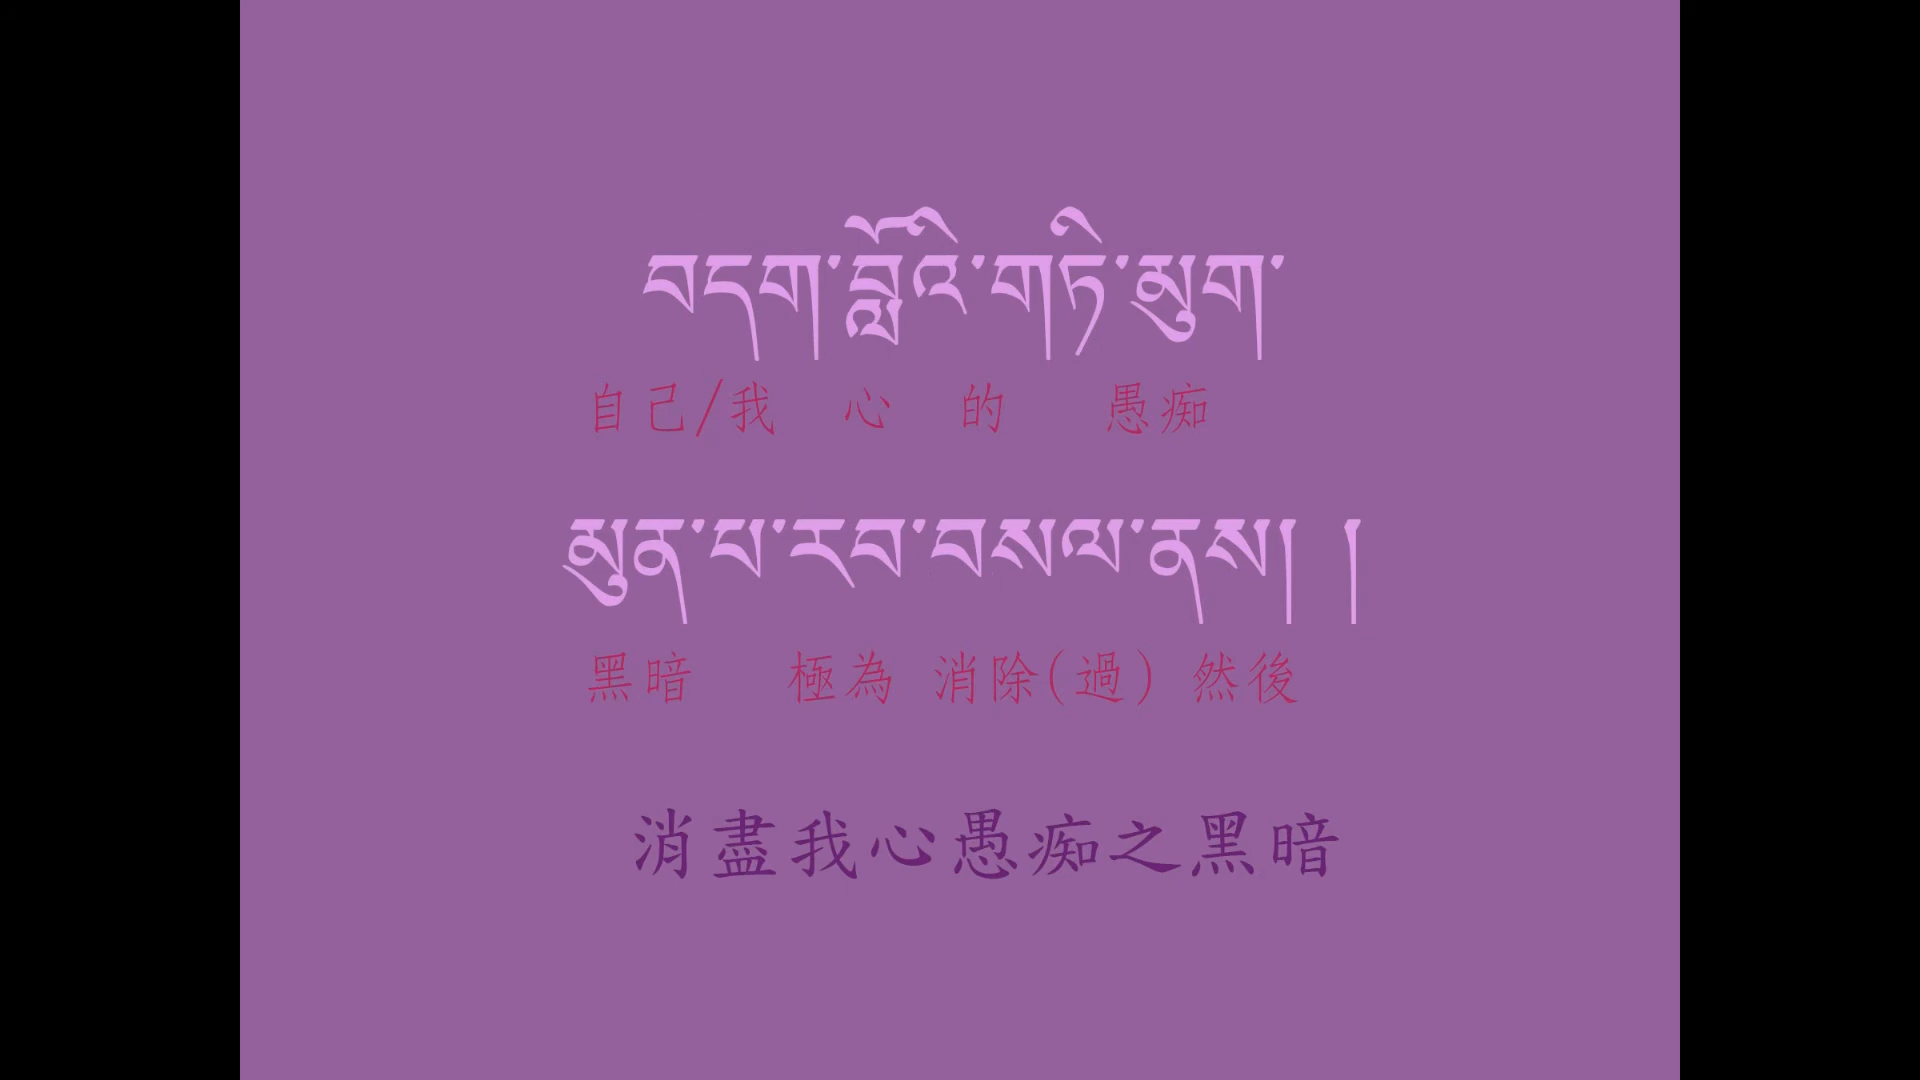 བདག་བློའི་གཏི་མུག་
自己/我 心 的 愚痴
མུན་པ་རབ་བསལ་ནས། །
黑暗 極為 消除(過) 然後
消盡我心愚痴之黑暗